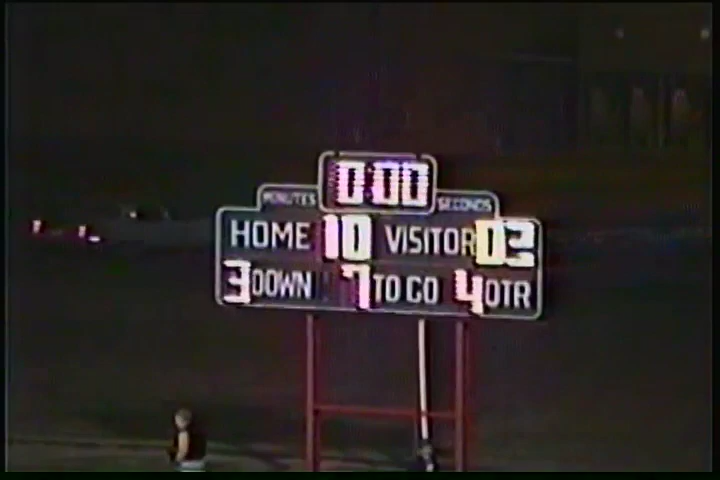 0:00
MINUTES SECONDS
HOME 10 VISITOR 03
3 DOWN 7 TO GO 4 QTR